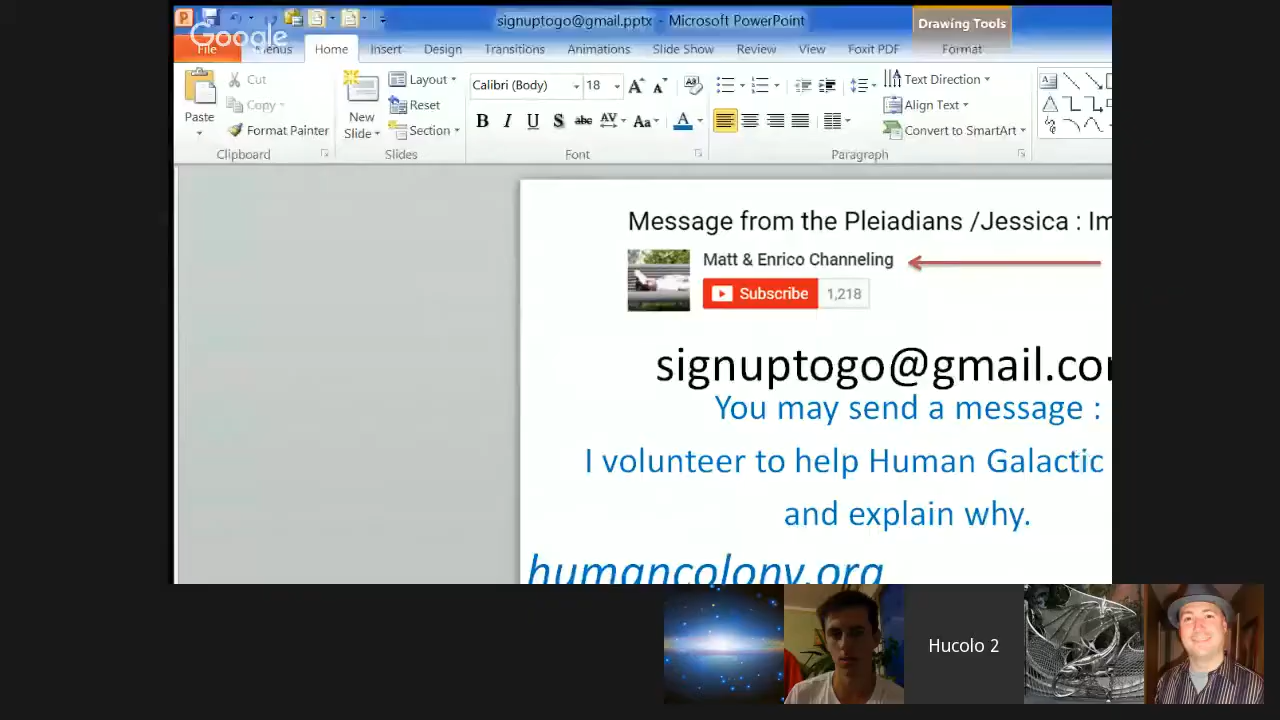 signuptogo@gmail.pptx - Microsoft PowerPoint
Drawing Tools
Google
File
Menus
Home
Insert
Design
Transitions
Animations
Slide Show
Review
View
Foxit PDF
Format
Paste
Cut
Copy
Format Painter
Clipboard
New
Slide
Layout
Reset
Section
Slides
Calibri (Body)
18
Font
Text Direction
Align Text
Convert to SmartArt
Paragraph
Message from the Pleiadians /Jessica : Im
Matt & Enrico Channeling
Subscribe 1,218
signuptogo@gmail.co
You may send a message :
I volunteer to help Human Galactic
and explain why.
humancolony.org
Hucolo 2